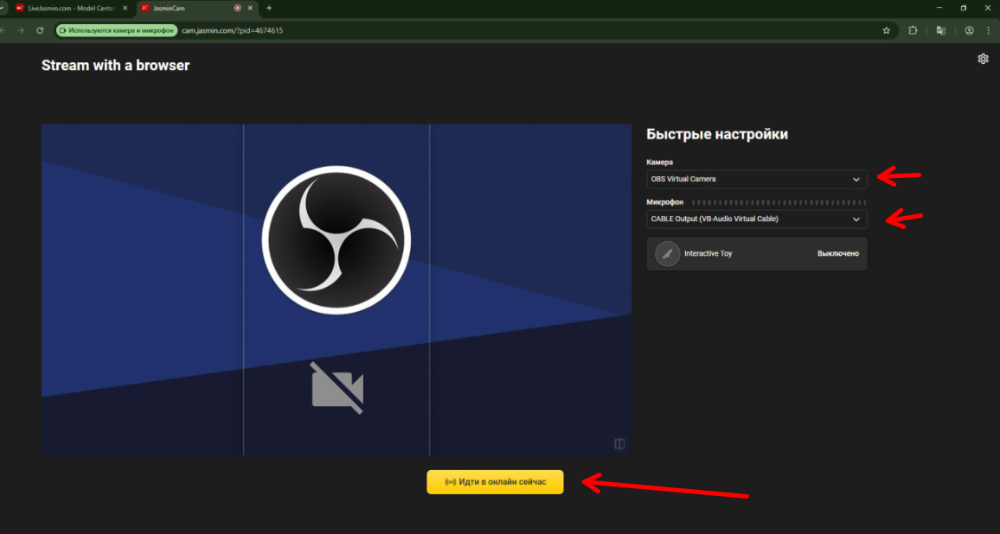 LiveJasmin.com - Model Cente
JasminCam
Используются камера и микрофон
cam.jasmin.com/?pid=4674615
Stream with a browser
Быстрые настройки
Камера
OBS Virtual Camera
Микрофон
CABLE Output (VB-Audio Virtual Cable)
Interactive Toy
Выключено
Идти в онлайн сейчас